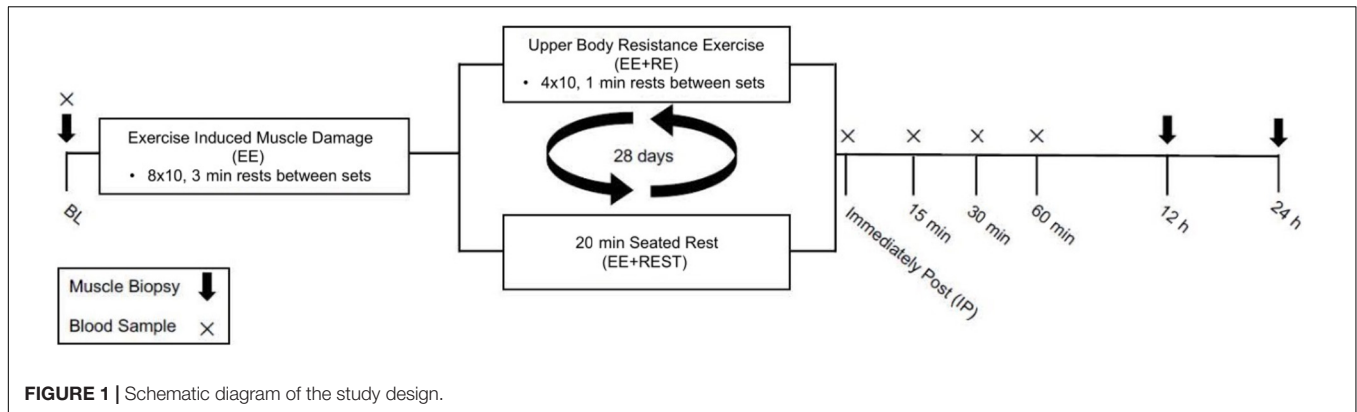 Upper Body Resistance Exercise
(EE+RE)
• 4x10, 1 min rests between sets
Exercise Induced Muscle Damage
(EE)
• 8x10, 3 min rests between sets
28 days
20 min Seated Rest
(EE+REST)
BL
Immediately Post (IP)
15 min
30 min
60 min
12 h
24 h
Muscle Biopsy
Blood Sample
FIGURE 1 | Schematic diagram of the study design.